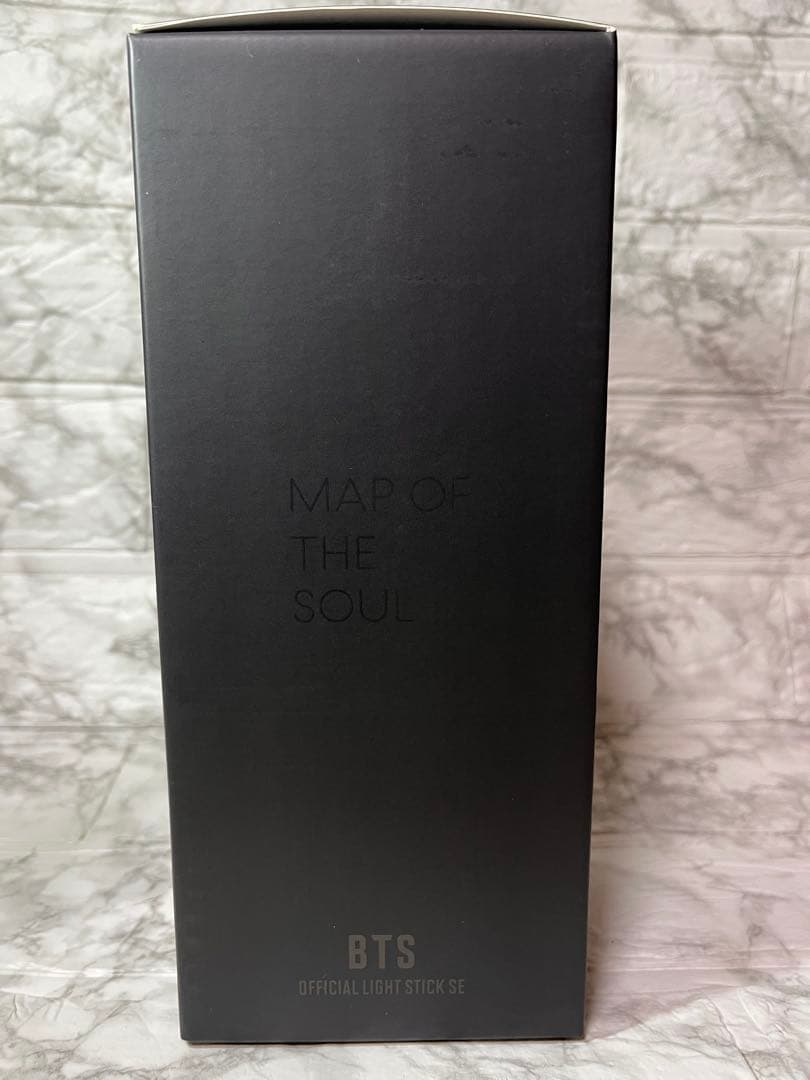 MAP OF
THE
SOUL
BTS
OFFICIAL LIGHT STICK SE